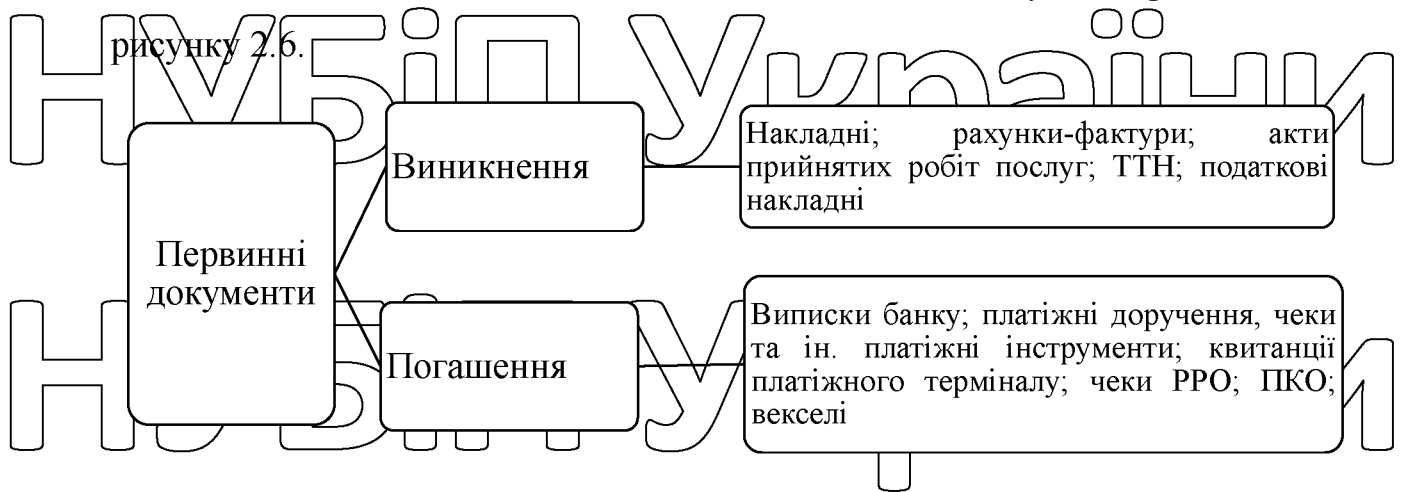 рисунку 2.6.
НУБіП України
Первинні
документи
Виникнення
Накладні; рахунки-фактури; акти
прийнятих робіт послуг; ТТН; податкові
накладні
Погашення
Виписки банку; платіжні доручення, чеки
та ін. платіжні інструменти; квитанції
платіжного терміналу; чеки РРО; ПКО;
векселі
НУБіП України